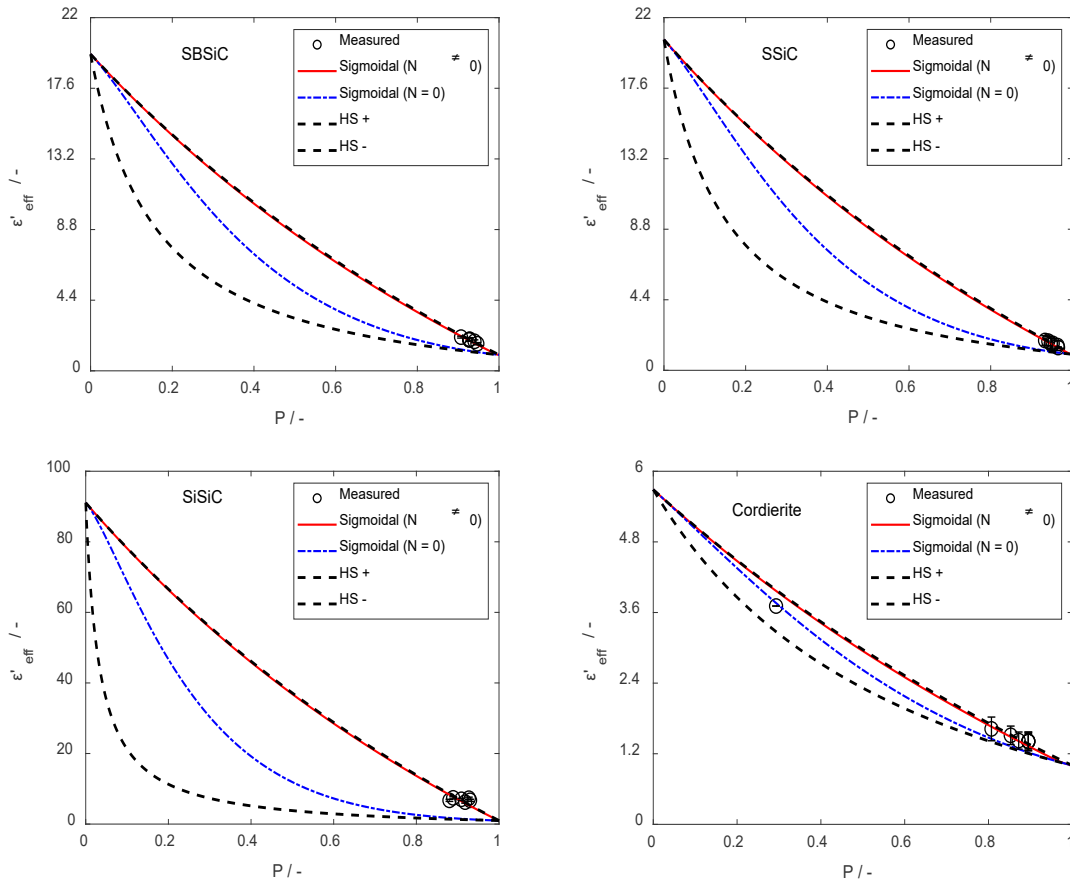 22
17.6
13.2
8.8
4.4
0
ε'eff / -
SBSiC
Measured
Sigmoidal (N ≠ 0)
Sigmoidal (N = 0)
HS +
HS -
0 0.2 0.4 0.6 0.8 1
P / -
22
17.6
13.2
8.8
4.4
0
ε'eff / -
SSiC
Measured
Sigmoidal (N ≠ 0)
Sigmoidal (N = 0)
HS +
HS -
0 0.2 0.4 0.6 0.8 1
P / -
100
80
60
40
20
0
ε'eff / -
SiSiC
Measured
Sigmoidal (N ≠ 0)
Sigmoidal (N = 0)
HS +
HS -
0 0.2 0.4 0.6 0.8 1
P / -
6
4.8
3.6
2.4
1.2
0
ε'eff / -
Cordierite
Measured
Sigmoidal (N ≠ 0)
Sigmoidal (N = 0)
HS +
HS -
0 0.2 0.4 0.6 0.8 1
P / -